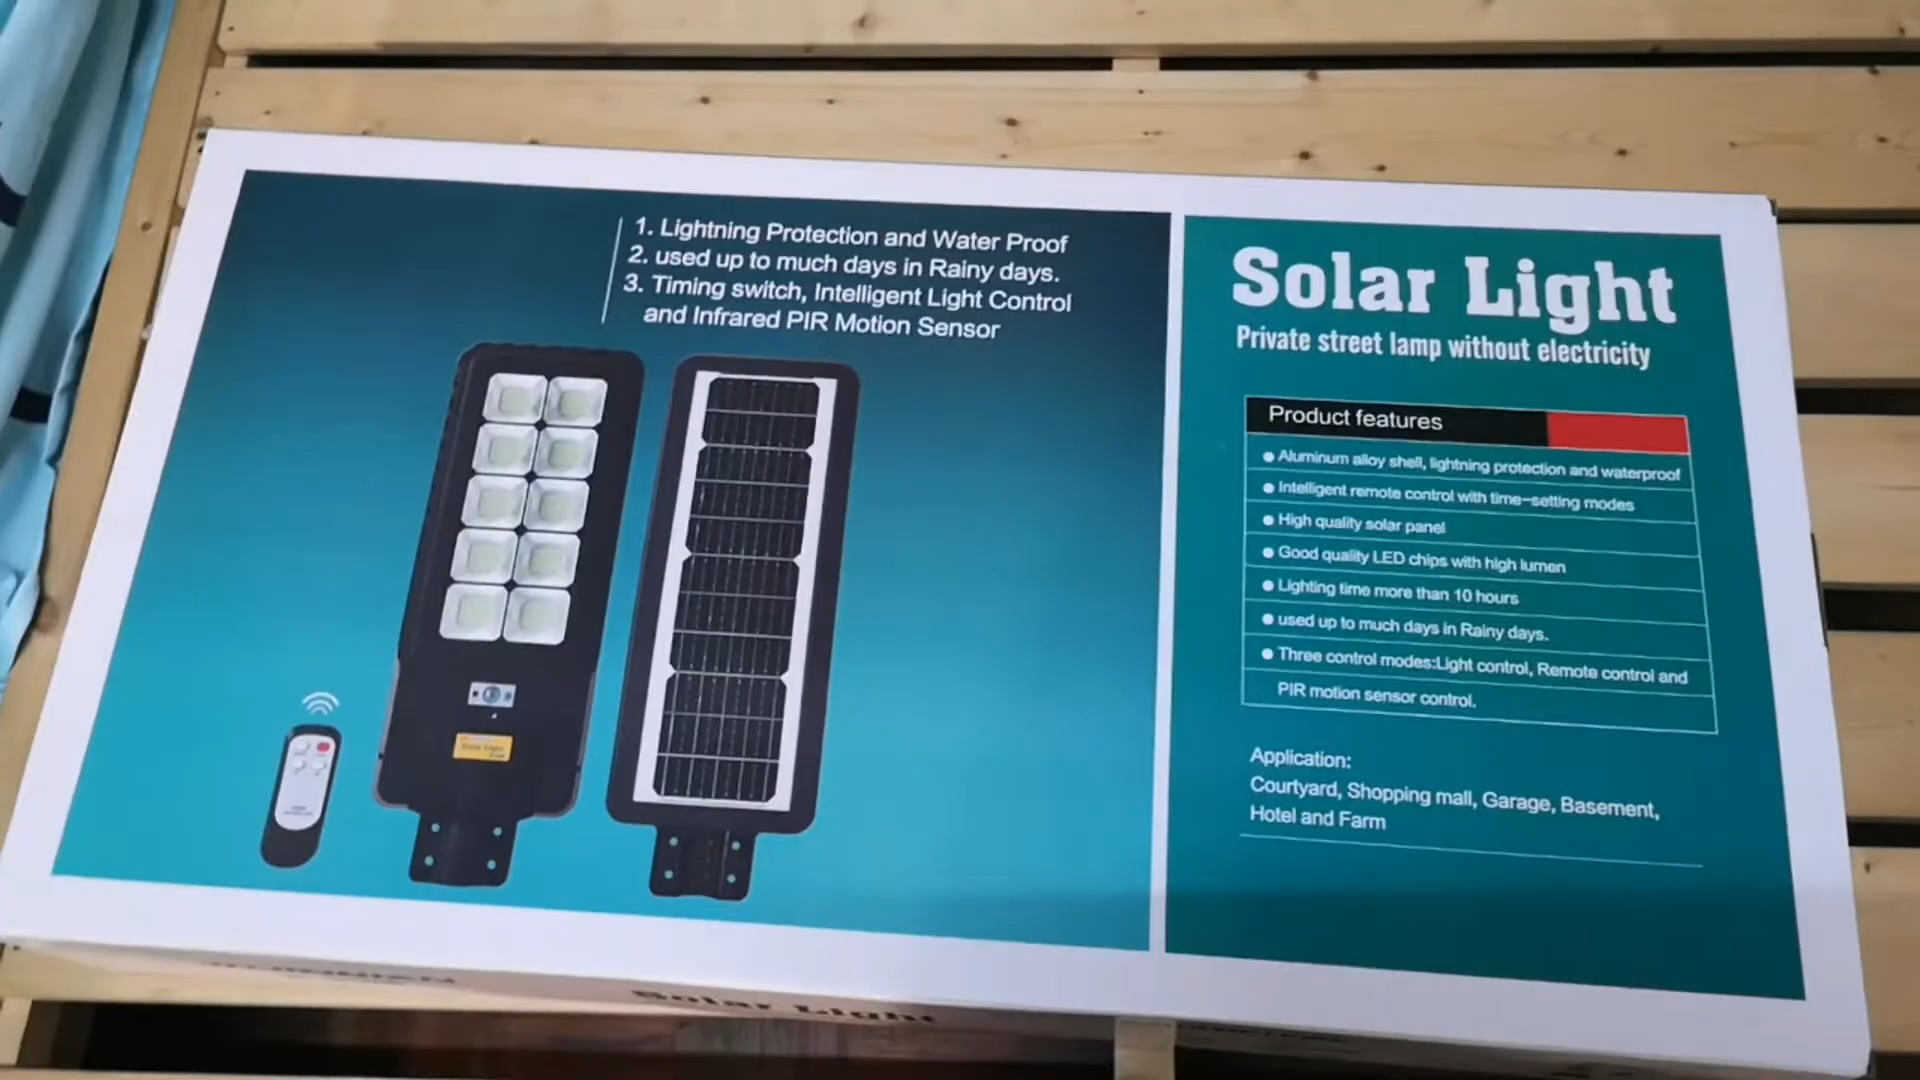 1. Lightning Protection and Water Proof
2. used up to much days in Rainy days.
3. Timing switch, Intelligent Light Control
and Infrared PIR Motion Sensor
Solar Light
Private street lamp without electricity
Product features
● Aluminum alloy shell, lightning protection and waterproof
● Intelligent remote control with time-setting modes
● High quality solar panel
● Good quality LED chips with high lumen
● Lighting time more than 10 hours
● used up to much days in Rainy days.
● Three control modes:Light control, Remote control and
PIR motion sensor control.
Application:
Courtyard, Shopping mall, Garage, Basement,
Hotel and Farm
Solar Light
Solar Light